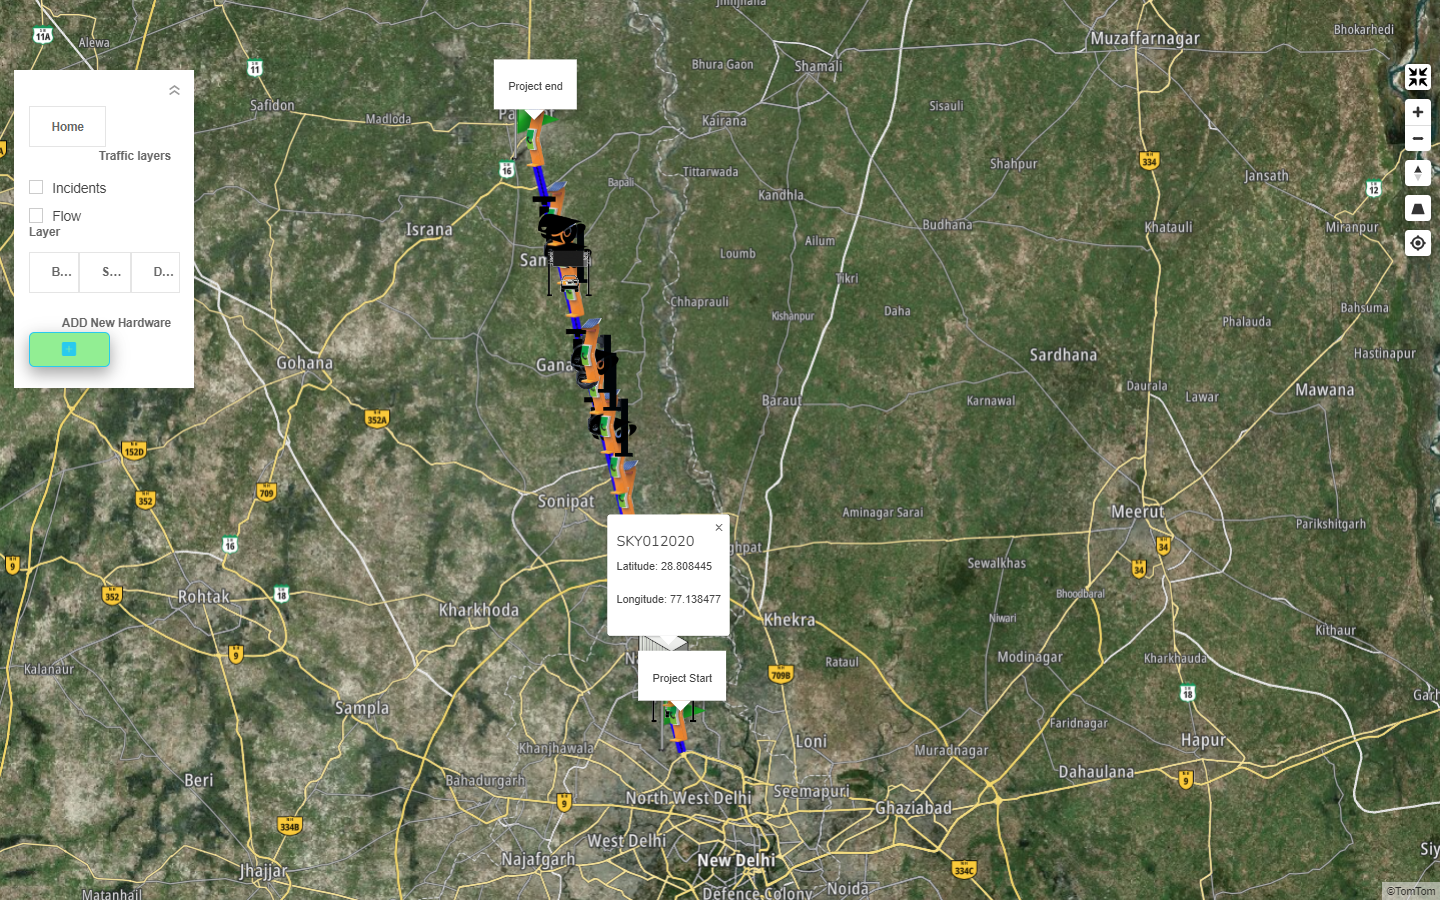 Jhinjhana
11A
Alewa
Muzaffarnagar
Bhokarhedi
11
Bhura Gaon
Shamali
Project end
Safidon
Madloda
Kairana
Sisauli
Home
Traffic layers
16
Tittarwada
Shahpur
334
Jansath
12
Incidents
Bapali
Kandhla
Flow
Layer
Israna
Budhana
Khatauli
Miranpur
Ailum
Loumb
B...
S...
D...
Tikri
Chhaprauli
Kishanpur
Daha
Bahsuma
Phalauda
ADD New Hardware
+
Gohana
Sardhana
Hastinapur
Daurala
Mawana
Baraut
Karnawal
Lawar
352A
152D
709
352
Sonipat
Aminagar Sarai
Meerut
Parikshitgarh
16
×
SKY012020
Latitude: 28.808445
Longitude: 77.138477
ghpat
34
9
Sewalkhas
34
352
Rohtak
18
Bhoodbaral
Kharkhoda
Khekra
Niwari
Kithaur
9
Kalanaur
Rataul
Modinagar
Kharkhauda
709B
Project Start
18
Garh
Sampla
Faridnagar
Khanjhawala
Loni
Muradnagar
Hapur
Beri
Bahadurgarh
Dahaulana
9
North West Delhi
Seemapuri
9
Ghaziabad
334B
West Delhi
Najafgarh
New Delhi
Siy
Jhajjar
334C
Matanhail
Defence Colony
Noida
©TomTom